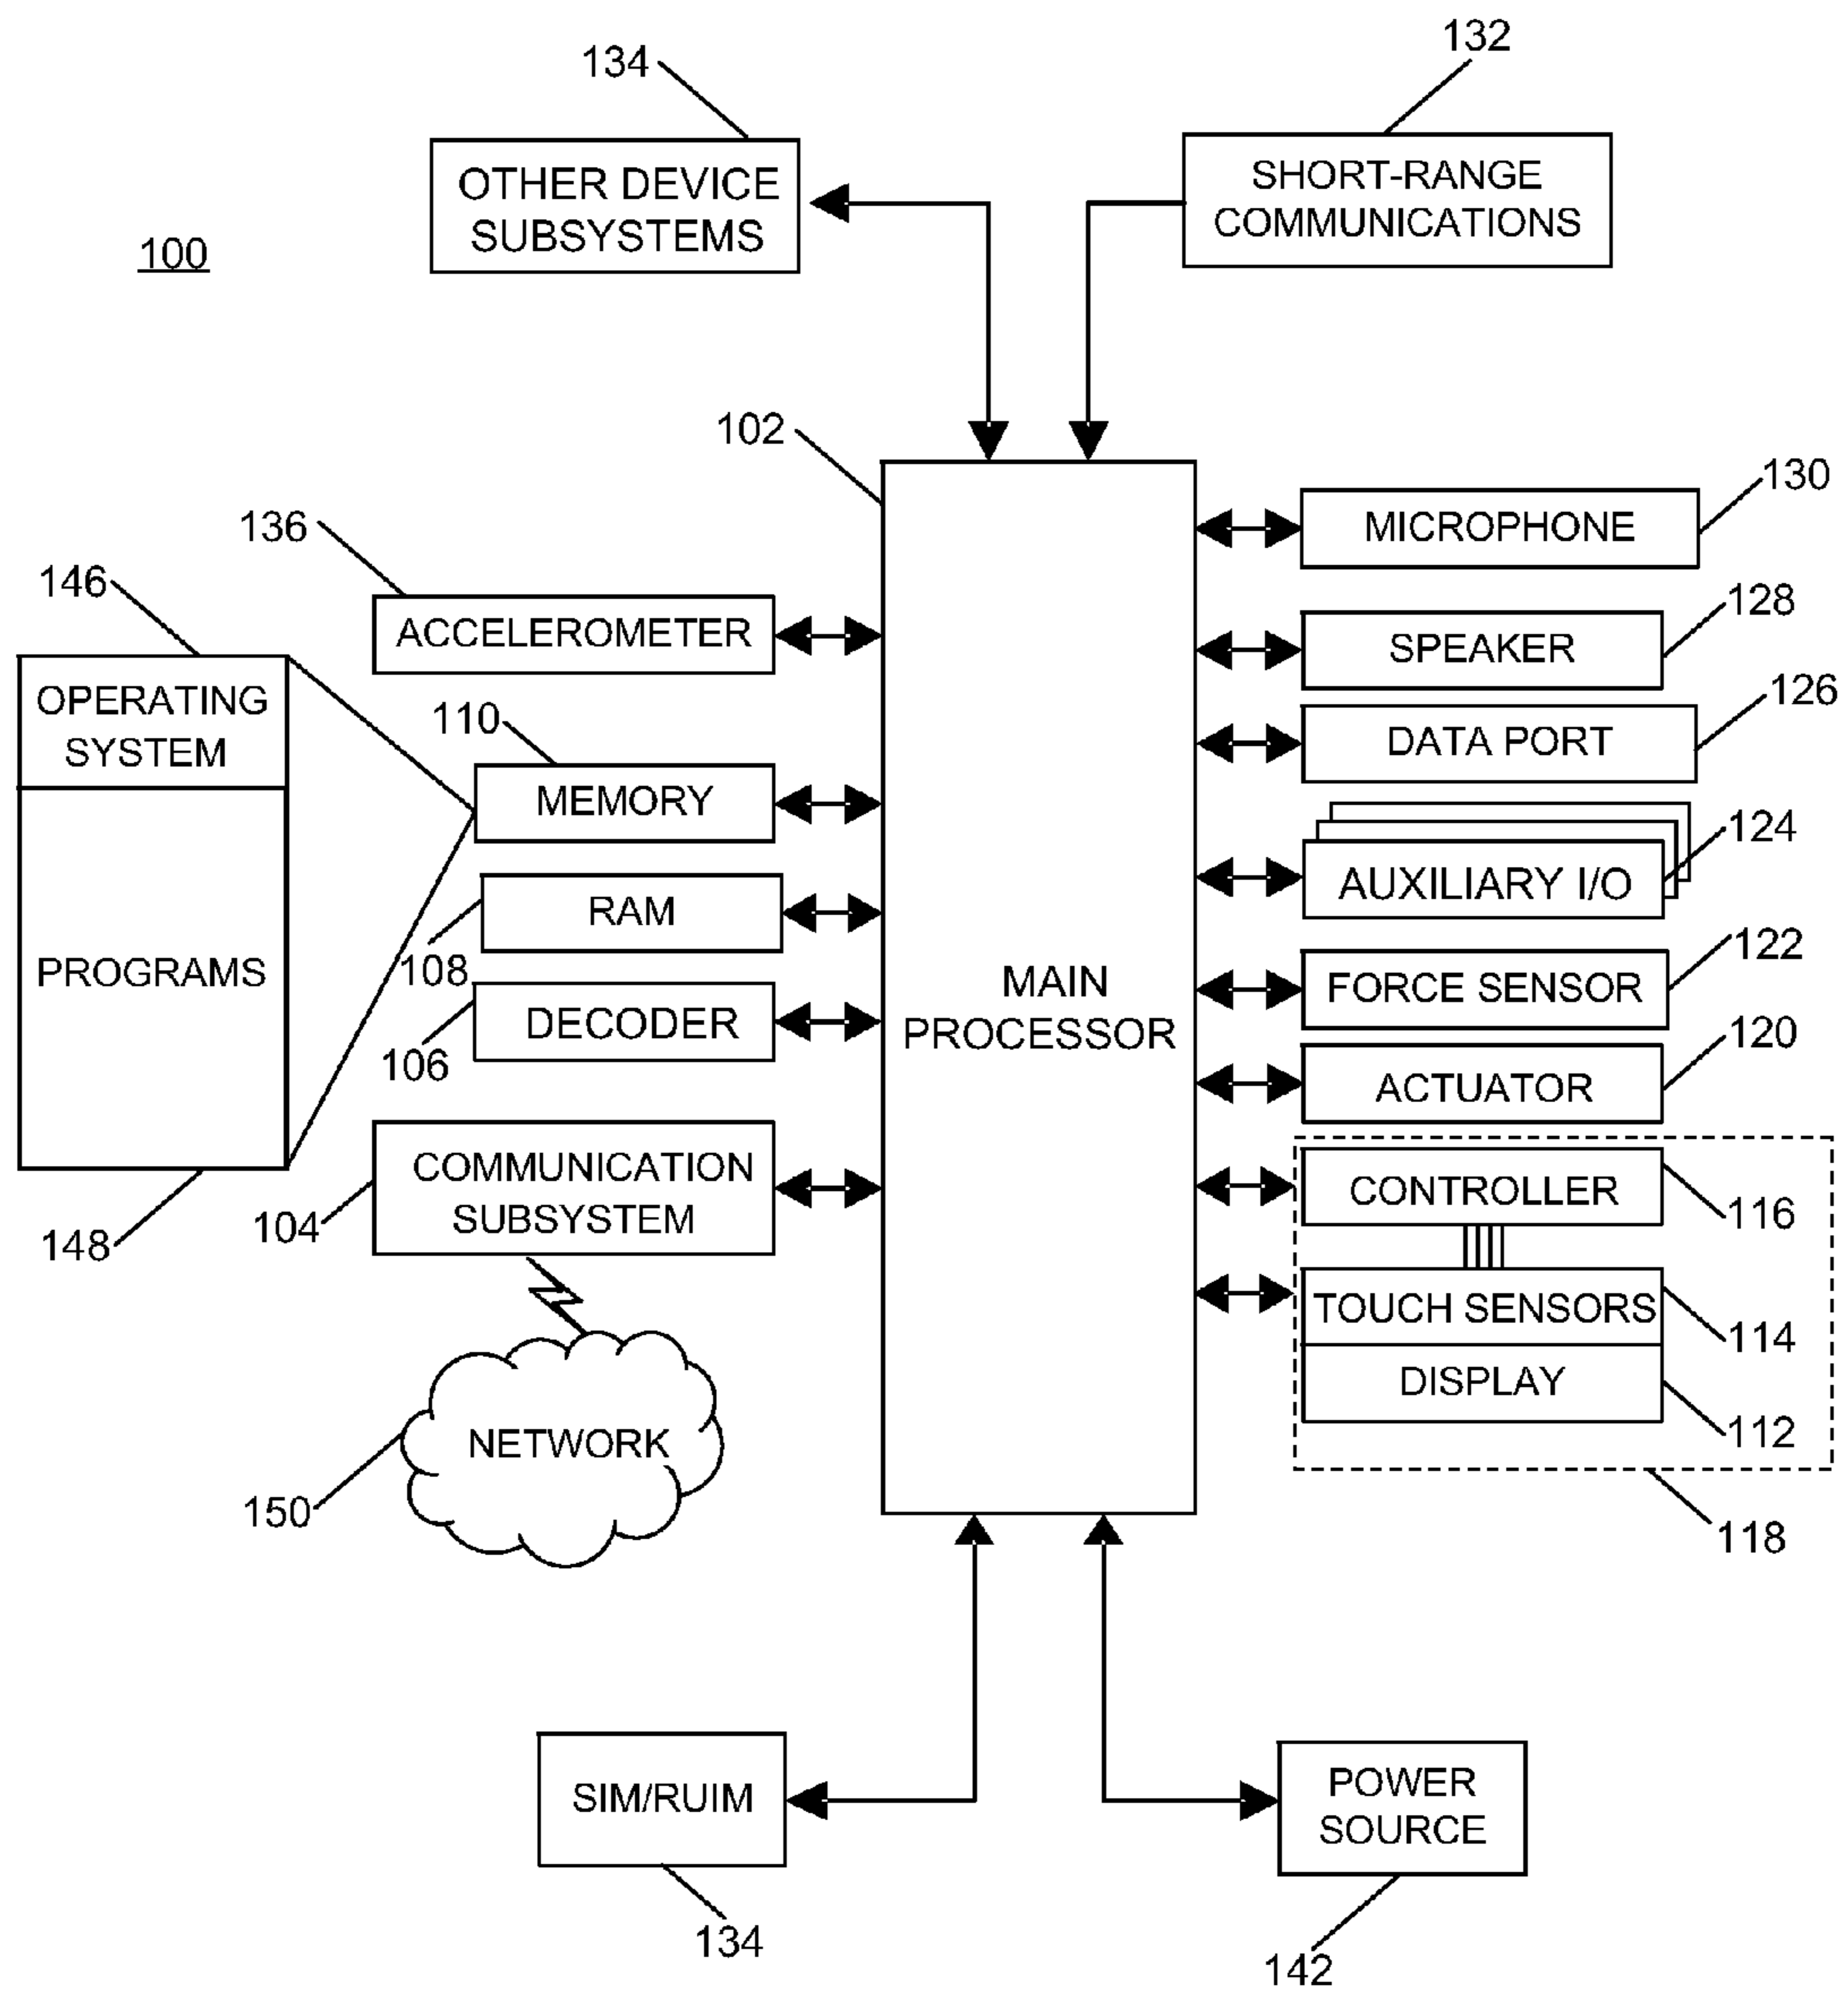 134
132
OTHER DEVICE
SUBSYSTEMS
SHORT-RANGE
COMMUNICATIONS
100
102
130
MICROPHONE
136
ACCELEROMETER
128
SPEAKER
146
OPERATING
SYSTEM
PROGRAMS
148
110
MEMORY
126
DATA PORT
124
AUXILIARY I/O
RAM
108
122
FORCE SENSOR
MAIN
PROCESSOR
DECODER
106
120
ACTUATOR
COMMUNICATION
SUBSYSTEM
104
CONTROLLER
116
TOUCH SENSORS
114
DISPLAY
112
118
NETWORK
150
SIM/RUIM
134
POWER
SOURCE
142